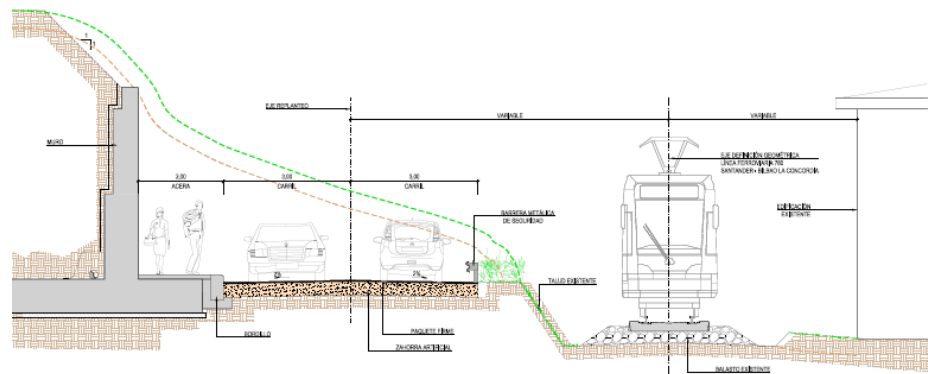 1
1
EJE REPLANTEO
VARIABLE
VARIABLE
MURO
EJE DEFINICIÓN GEOMÉTRICA
LÍNEA FERROVIARIA 780
SANTANDER - BILBAO LA CONCORDIA
2,00
3,00
3,00
ACERA
CARRIL
CARRIL
EDIFICACIÓN
EXISTENTE
BARRERA METÁLICA
DE SEGURIDAD
2%
TALUD EXISTENTE
BORDILLO
PAQUETE FIRME
ZAHORRA ARTIFICIAL
BALASTO EXISTENTE